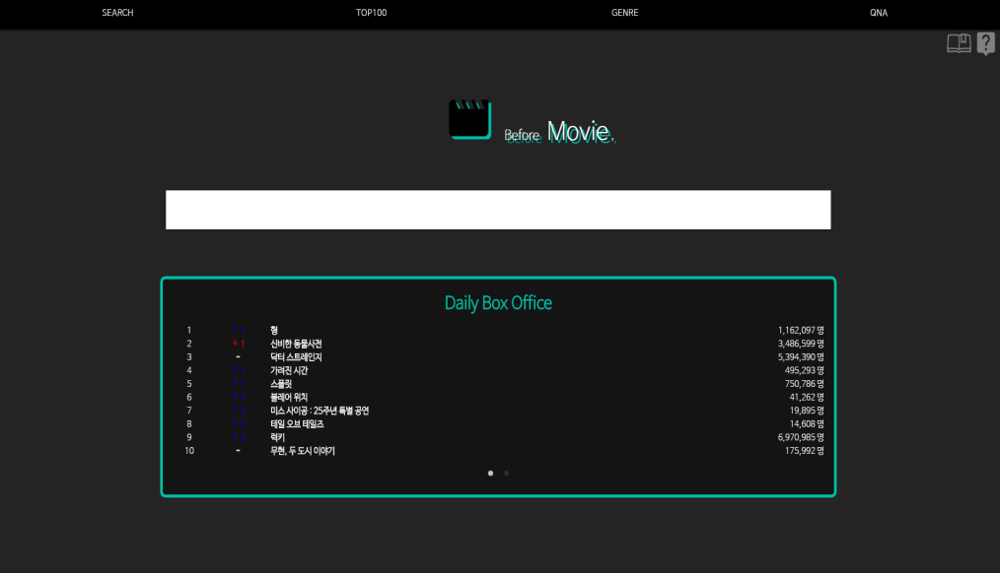 SEARCH TOP100 GENRE QNA
Before Movie.
Daily Box Office
1 ↑ 1 형 1,162,097 명
2 ↓ 1 신비한 동물사전 3,486,599 명
3 - 닥터 스트레인지 5,394,390 명
4 ↑ 1 가려진 시간 495,293 명
5 ↑ 1 스플릿 750,786 명
6 ↑ 1 블레어 위치 41,262 명
7 미스 사이공 : 25주년 특별 공연 19,895 명
8 테일 오브 테일즈 14,608 명
9 럭키 6,970,985 명
10 - 무현, 두 도시 이야기 175,992 명